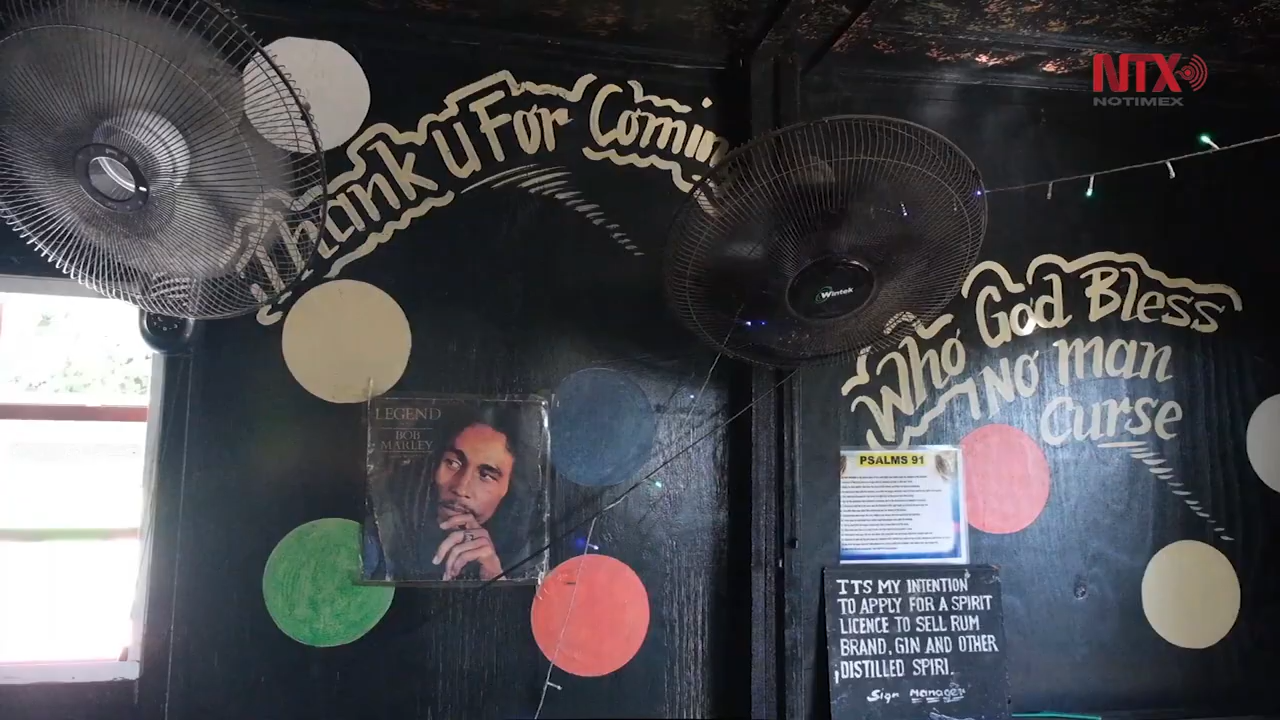 NTX
NOTIMEX
Thank U For Comin
Wintek
Who God Bless
No man
curse
LEGEND
BOB
MARLEY
PSALMS 91
ITS MY INTENTION
TO APPLY FOR A SPIRIT
LICENCE TO SELL RUM
BRAND, GIN AND OTHER
DISTILLED SPIRI.
Sign Manager